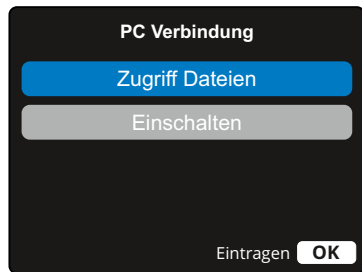 PC Verbindung
Zugriff Dateien
Einschalten
Eintragen OK